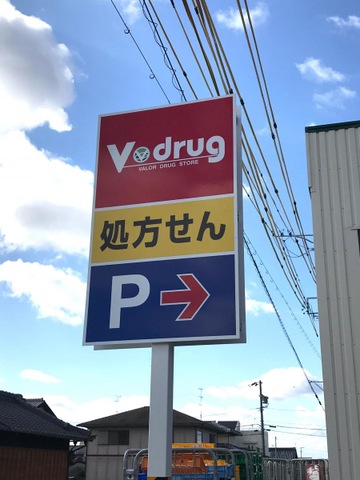 V drug
VALOR DRUG STORE
処方せん
P